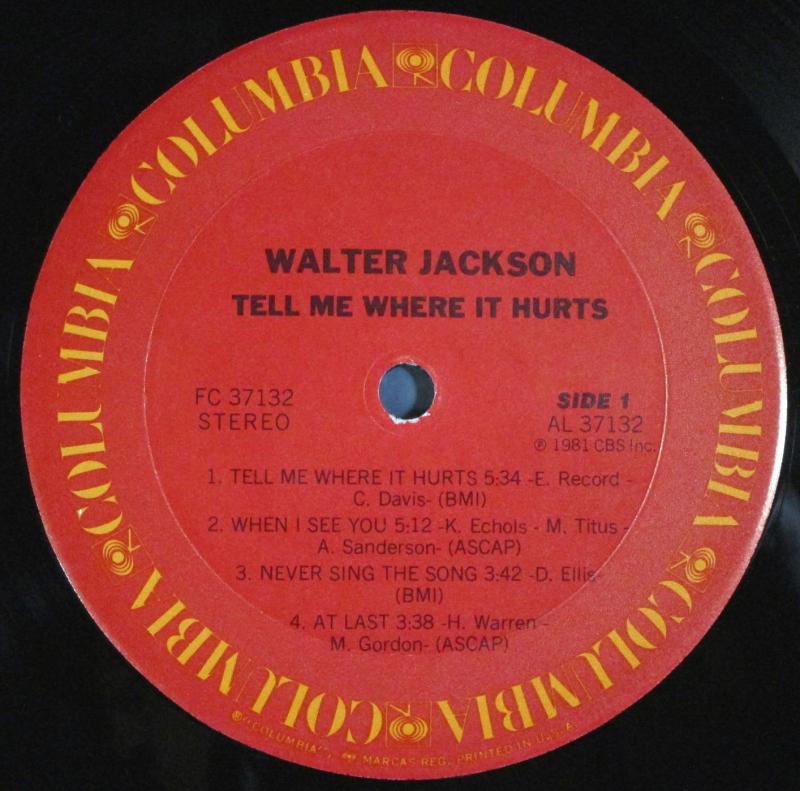 COLUMBIA COLUMBIA COLUMBIA COLUMBIA COLUMBIA COLUMBIA COLUMBIA COLUMBIA
WALTER JACKSON
TELL ME WHERE IT HURTS
FC 37132
STEREO
SIDE 1
AL 37132
℗ 1981 CBS Inc.
1. TELL ME WHERE IT HURTS 5:34 -E. Record -
C. Davis- (BMI)
2. WHEN I SEE YOU 5:12 -K. Echols - M. Titus -
A. Sanderson- (ASCAP)
3. NEVER SING THE SONG 3:42 -D. Ellis-
(BMI)
4. AT LAST 3:38 -H. Warren -
M. Gordon- (ASCAP)
® "COLUMBIA", MARCAS REG. PRINTED IN U.S.A.